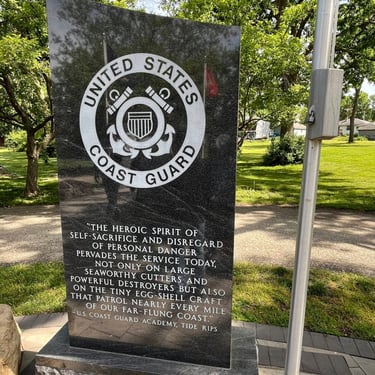 UNITED STATES
COAST GUARD
"THE HEROIC SPIRIT OF
SELF-SACRIFICE AND DISREGARD
OF PERSONAL DANGER
PERVADES THE SERVICE TODAY,
NOT ONLY ON LARGE
SEAWORTHY CUTTERS AND
POWERFUL DESTROYERS BUT ALSO
ON THE TINY EGG-SHELL CRAFT
THAT PATROL NEARLY EVERY MILE
OF OUR FAR-FLUNG COAST."
U.S. COAST GUARD ACADEMY, TIDE RIPS